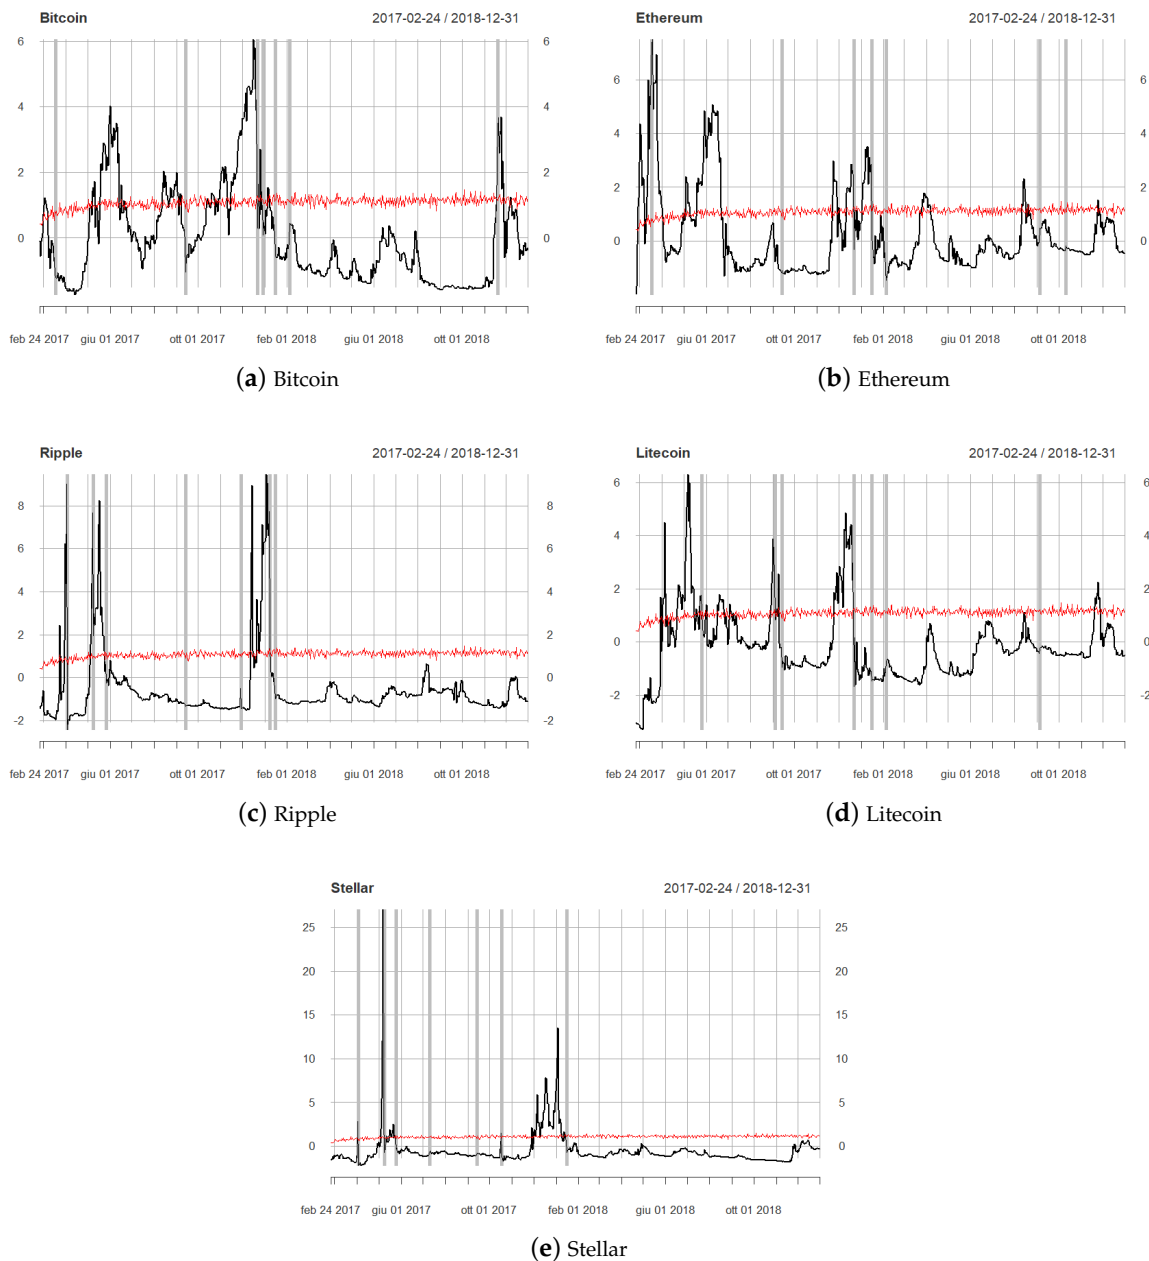 Bitcoin 2017-02-24 / 2018-12-31
6 6
4 4
2 2
0 0
feb 24 2017 giu 01 2017 ott 01 2017 feb 01 2018 giu 01 2018 ott 01 2018
(a) Bitcoin
Ethereum 2017-02-24 / 2018-12-31
6 6
4 4
2 2
0 0
feb 24 2017 giu 01 2017 ott 01 2017 feb 01 2018 giu 01 2018 ott 01 2018
(b) Ethereum
Ripple 2017-02-24 / 2018-12-31
8 8
6 6
4 4
2 2
0 0
-2 -2
feb 24 2017 giu 01 2017 ott 01 2017 feb 01 2018 giu 01 2018 ott 01 2018
(c) Ripple
Litecoin 2017-02-24 / 2018-12-31
6 6
4 4
2 2
0 0
-2 -2
feb 24 2017 giu 01 2017 ott 01 2017 feb 01 2018 giu 01 2018 ott 01 2018
(d) Litecoin
Stellar 2017-02-24 / 2018-12-31
25 25
20 20
15 15
10 10
5 5
0 0
feb 24 2017 giu 01 2017 ott 01 2017 feb 01 2018 giu 01 2018 ott 01 2018
(e) Stellar